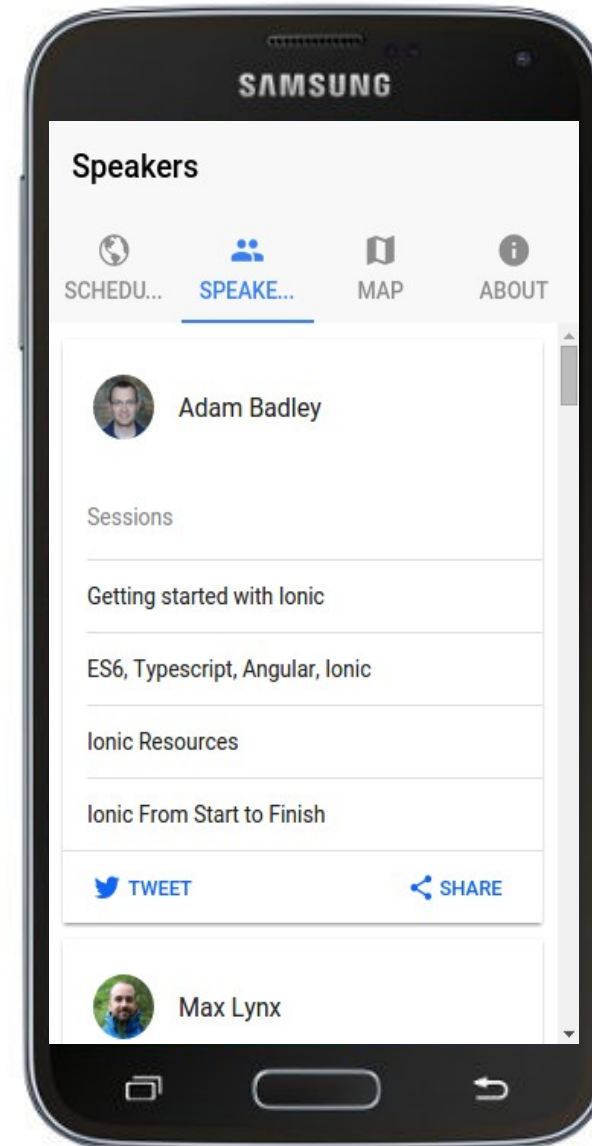 SAMSUNG
Speakers
SCHEDU... SPEAKE... MAP ABOUT
Adam Badley
Sessions
Getting started with Ionic
ES6, Typescript, Angular, Ionic
Ionic Resources
Ionic From Start to Finish
TWEET SHARE
Max Lynx